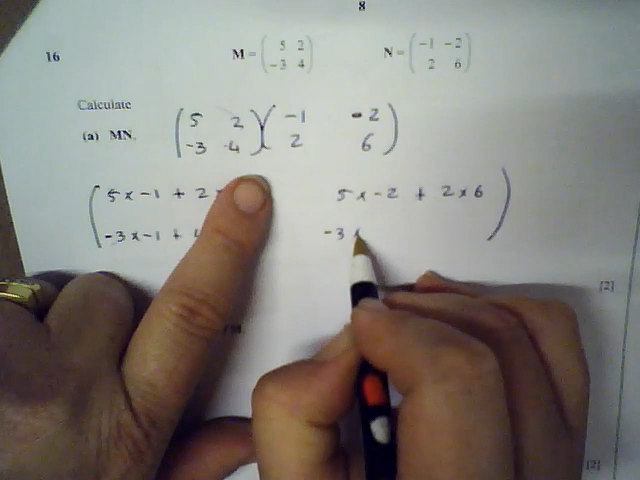 8
16 M = ( 5 2 N = ( -1 -2
-3 4 ) 2 6 )
Calculate
(a) MN. ( 5 2 )( -1 -2
-3 4 2 6 )
( 5 x -1 + 2 5 x -2 + 2 x 6
-3 x -1 + -3 )
[2]
[2]